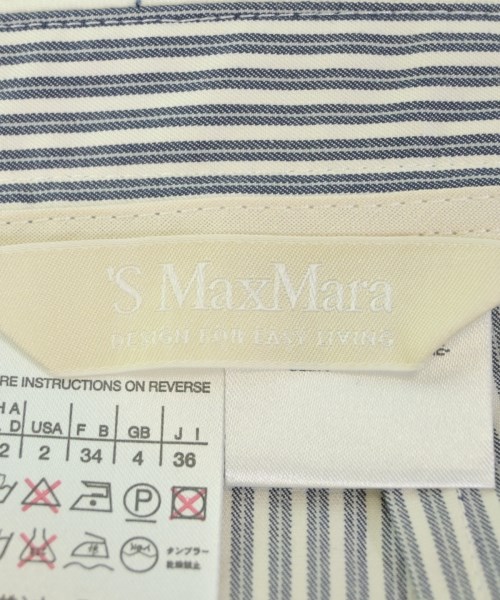 'S MaxMara
DESIGN FOR EASY LIVING
RE INSTRUCTIONS ON REVERSE
H A USA F B GB J I
L D
2 2 34 4 36
P
タンブラー
乾燥禁止